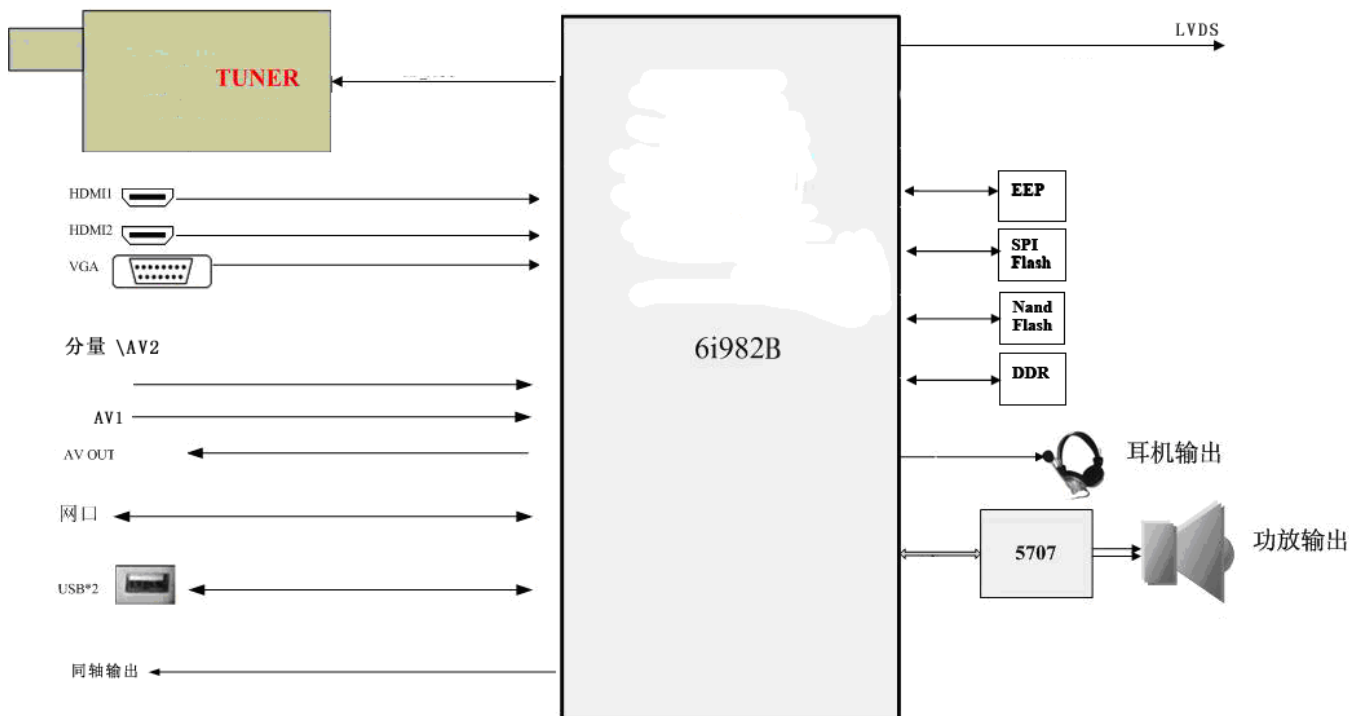 TUNER
LVDS
HDMI1
HDMI2
VGA
分量 \AV2
AV1
AV OUT
网口
USB*2
同轴输出
6i982B
EEP
SPI
Flash
Nand
Flash
DDR
耳机输出
5707
功放输出